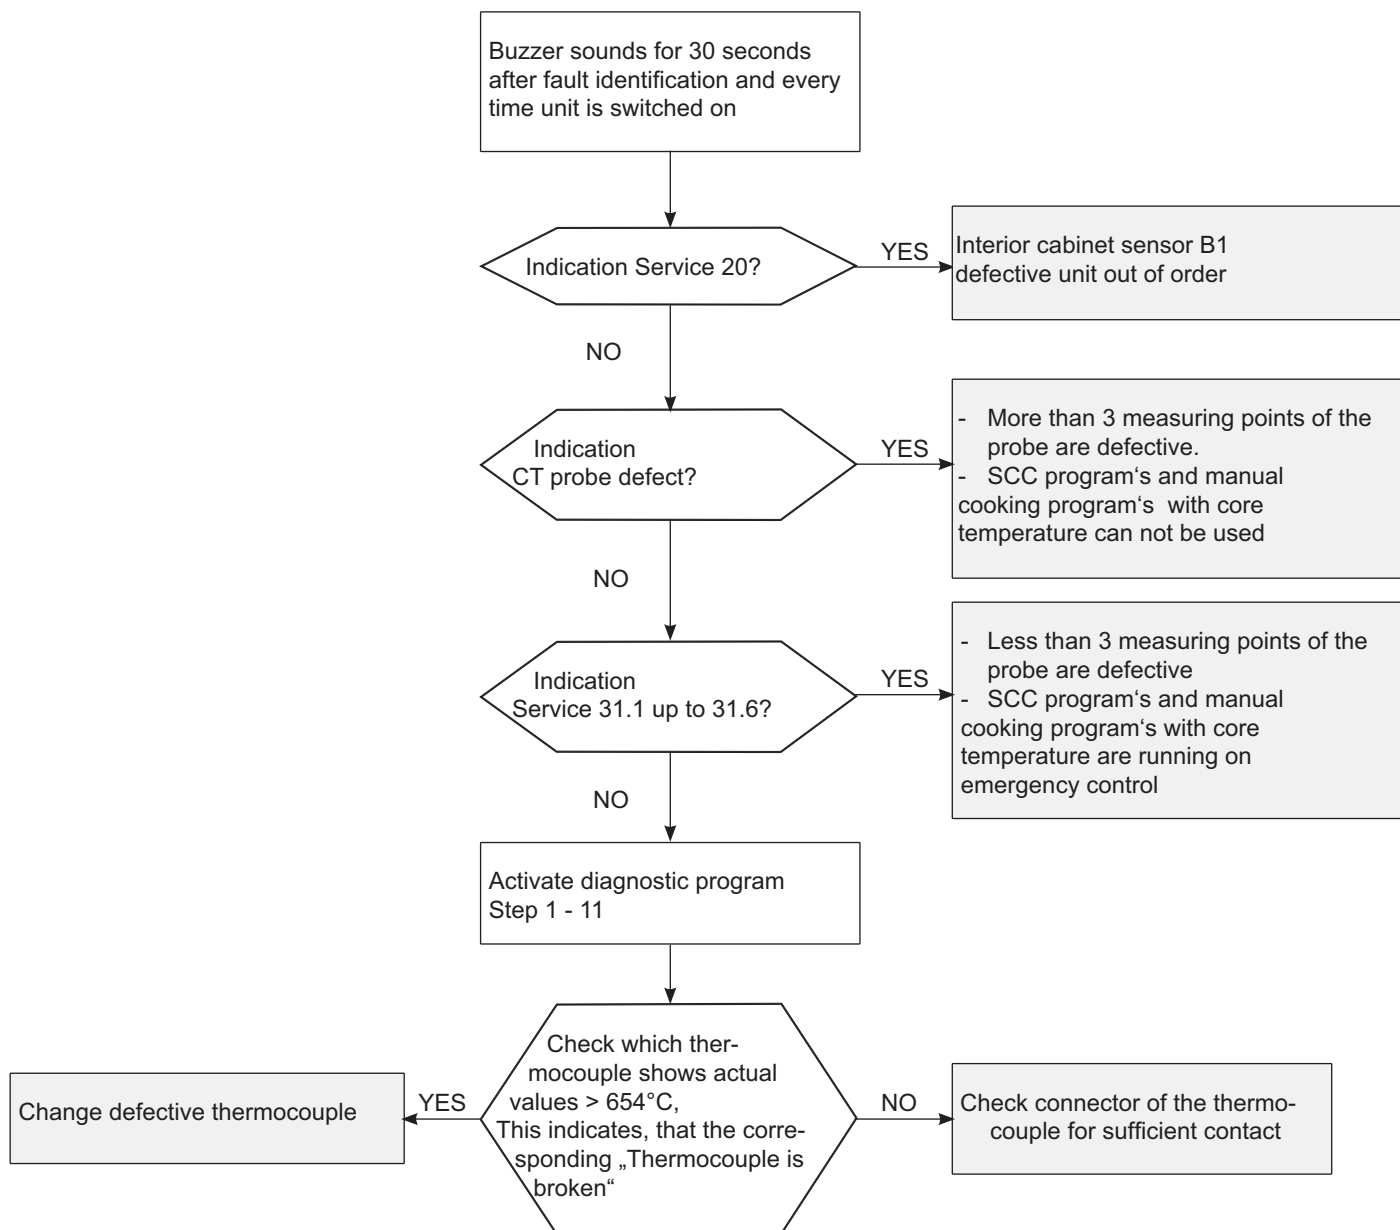 Buzzer sounds for 30 seconds
after fault identification and every
time unit is switched on
Indication Service 20?
YES
Interior cabinet sensor B1
defective unit out of order
NO
Indication
CT probe defect?
YES
- More than 3 measuring points of the
probe are defective.
- SCC program‘s and manual
cooking program‘s with core
temperature can not be used
NO
Indication
Service 31.1 up to 31.6?
YES
- Less than 3 measuring points of the
probe are defective
- SCC program‘s and manual
cooking program‘s with core
temperature are running on
emergency control
NO
Activate diagnostic program
Step 1 - 11
Check which ther-
mocouple shows actual
values > 654°C,
This indicates, that the corre-
sponding „Thermocouple is
broken“
YES
Change defective thermocouple
NO
Check connector of the thermo-
couple for sufficient contact